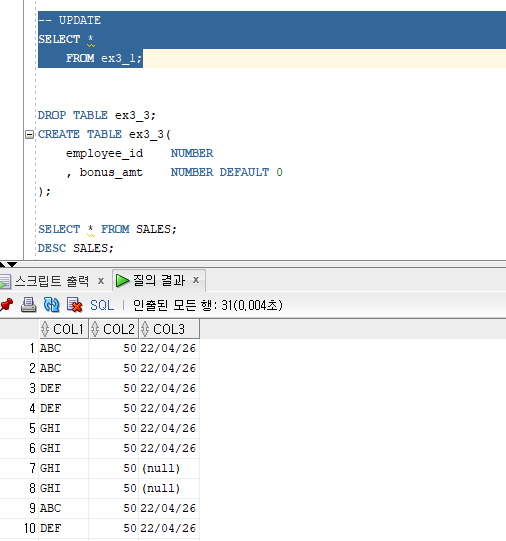 -- UPDATE
SELECT *
FROM ex3_1;
DROP TABLE ex3_3;
CREATE TABLE ex3_3(
employee_id NUMBER
, bonus_amt NUMBER DEFAULT 0
);
SELECT * FROM SALES;
DESC SALES;
스크립트 출력 x 질의 결과 x
SQL | 인출된 모든 행: 31(0,004초)
COL1 COL2 COL3
1 ABC 50 22/04/26
2 ABC 50 22/04/26
3 DEF 50 22/04/26
4 DEF 50 22/04/26
5 GHI 50 22/04/26
6 GHI 50 22/04/26
7 GHI 50 (null)
8 GHI 50 (null)
9 ABC 50 22/04/26
10 DEF 50 22/04/26